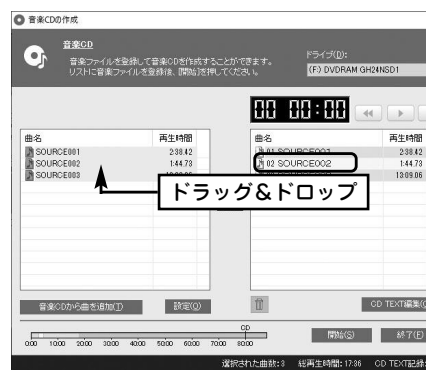 音楽CDの作成
音楽CD
音楽ファイルを登録して音楽CDを作成することができます。
リストに音楽ファイルを登録後、[開始]を押してください。
ドライブ(D):
(F:) DVDRAM GH24NSD1
00 00:00
曲名 再生時間
SOURCE001 2:38.42
SOURCE002 1:44.73
SOURCE003
曲名 再生時間
01 SOURCE001 2:38.42
02 SOURCE002 1:44.73
13:09.06
ドラッグ&ドロップ
音楽CDから曲を追加(T)
設定(O)
CD TEXT編集(
CD
0:00 10:00 20:00 30:00 40:00 50:00 60:00 70:00 80:00
開始(S)
終了(E)
選択された曲数:3 総再生時間:17:36 CD TEXT記録: